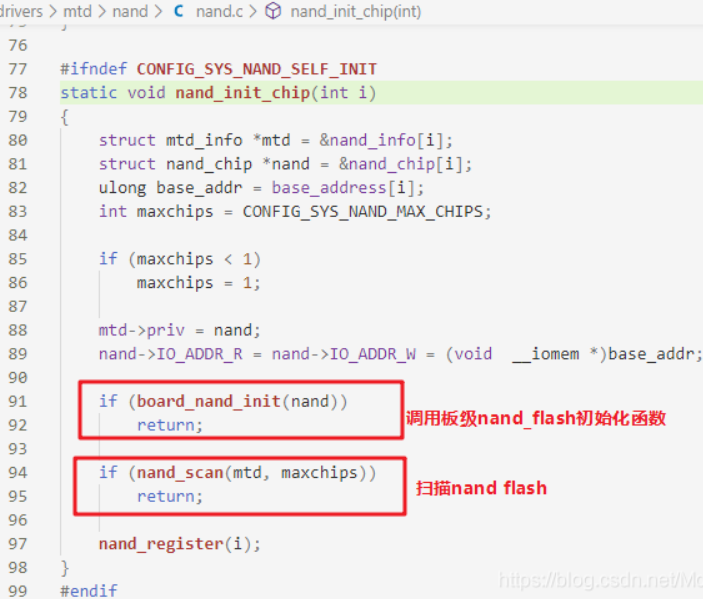 drivers > mtd > nand > C nand.c > nand_init_chip(int)
76
77 #ifndef CONFIG_SYS_NAND_SELF_INIT
78 static void nand_init_chip(int i)
79 {
80 struct mtd_info *mtd = &nand_info[i];
81 struct nand_chip *nand = &nand_chip[i];
82 ulong base_addr = base_address[i];
83 int maxchips = CONFIG_SYS_NAND_MAX_CHIPS;
84
85 if (maxchips < 1)
86 maxchips = 1;
87
88 mtd->priv = nand;
89 nand->IO_ADDR_R = nand->IO_ADDR_W = (void __iomem *)base_addr;
90
91 if (board_nand_init(nand))
调用板级nand_flash初始化函数
92 return;
93
94 if (nand_scan(mtd, maxchips))
扫描nand flash
95 return;
96
97 nand_register(i);
98 }
99 #endif
https://blog.csdn.net/Mc